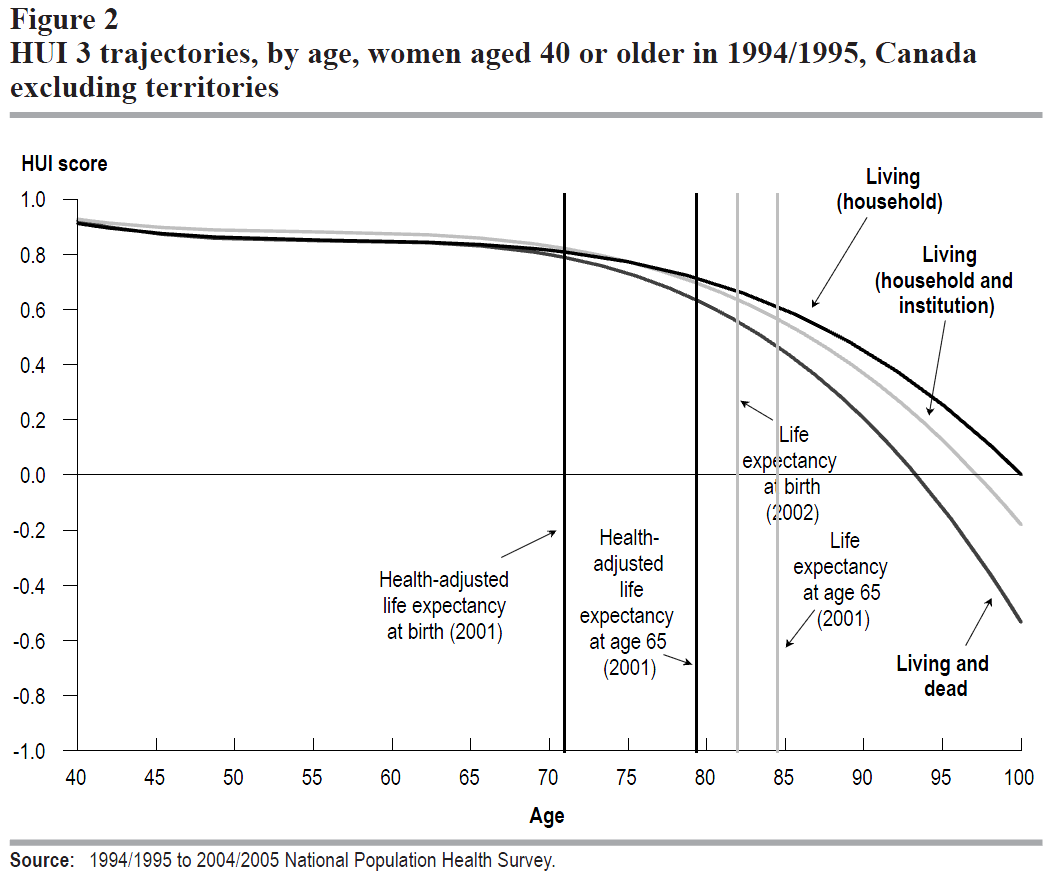 Figure 2
HUI 3 trajectories, by age, women aged 40 or older in 1994/1995, Canada
excluding territories
HUI score
1.0
0.8
0.6
0.4
0.2
0.0
-0.2
-0.4
-0.6
-0.8
-1.0
Living
(household)
Living
(household and
institution)
Life
expectancy
at birth
(2002)
Health-adjusted
life expectancy
at birth (2001)
Health-
adjusted
life
expectancy
at age 65
(2001)
Life
expectancy
at age 65
(2001)
Living and
dead
40 45 50 55 60 65 70 75 80 85 90 95 100
Age
Source: 1994/1995 to 2004/2005 National Population Health Survey.